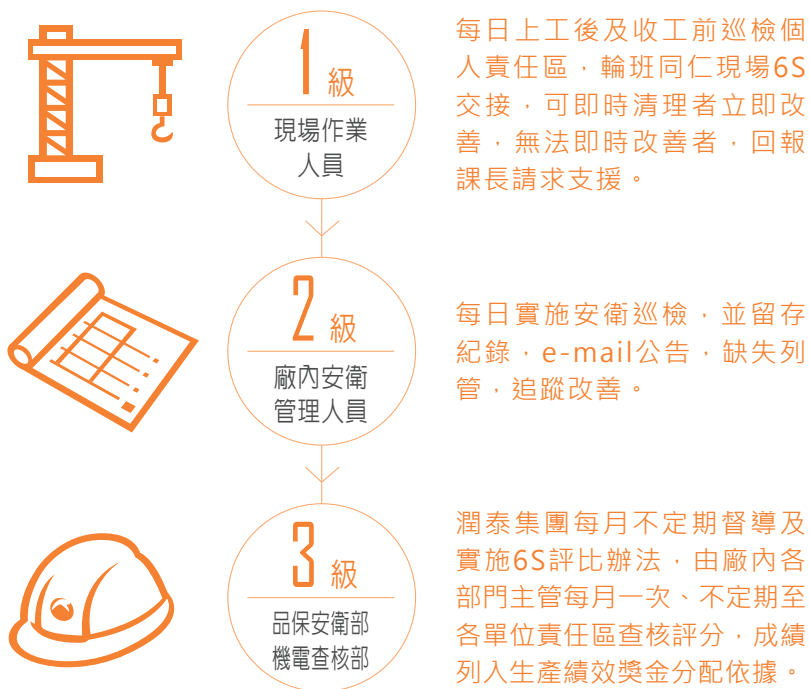 1級
現場作業
人員
每日上工後及收工前巡檢個
人責任區，輪班同仁現場6S
交接，可即時清理者立即改
善，無法即時改善者，回報
課長請求支援。
2級
廠內安衛
管理人員
每日實施安衛巡檢，並留存
紀錄，e-mail公告，缺失列
管，追蹤改善。
3級
品保安衛部
機電查核部
潤泰集團每月不定期督導及
實施6S評比辦法，由廠內各
部門主管每月一次、不定期至
各單位責任區查核評分，成績
列入生產績效獎金分配依據。